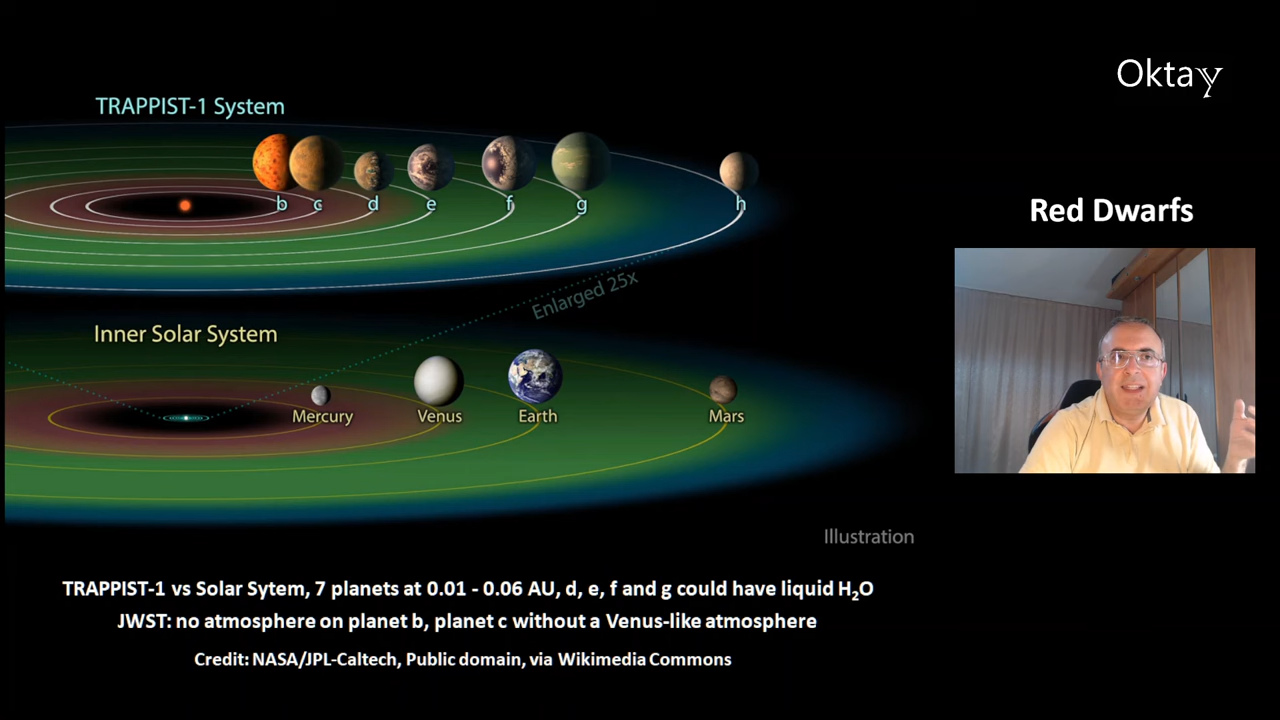 Oktay
TRAPPIST-1 System
b c d e f g h
Enlarged 25x
Inner Solar System
Mercury Venus Earth Mars
Red Dwarfs
Illustration
TRAPPIST-1 vs Solar Sytem, 7 planets at 0.01 - 0.06 AU, d, e, f and g could have liquid H₂O
JWST: no atmosphere on planet b, planet c without a Venus-like atmosphere
Credit: NASA/JPL-Caltech, Public domain, via Wikimedia Commons